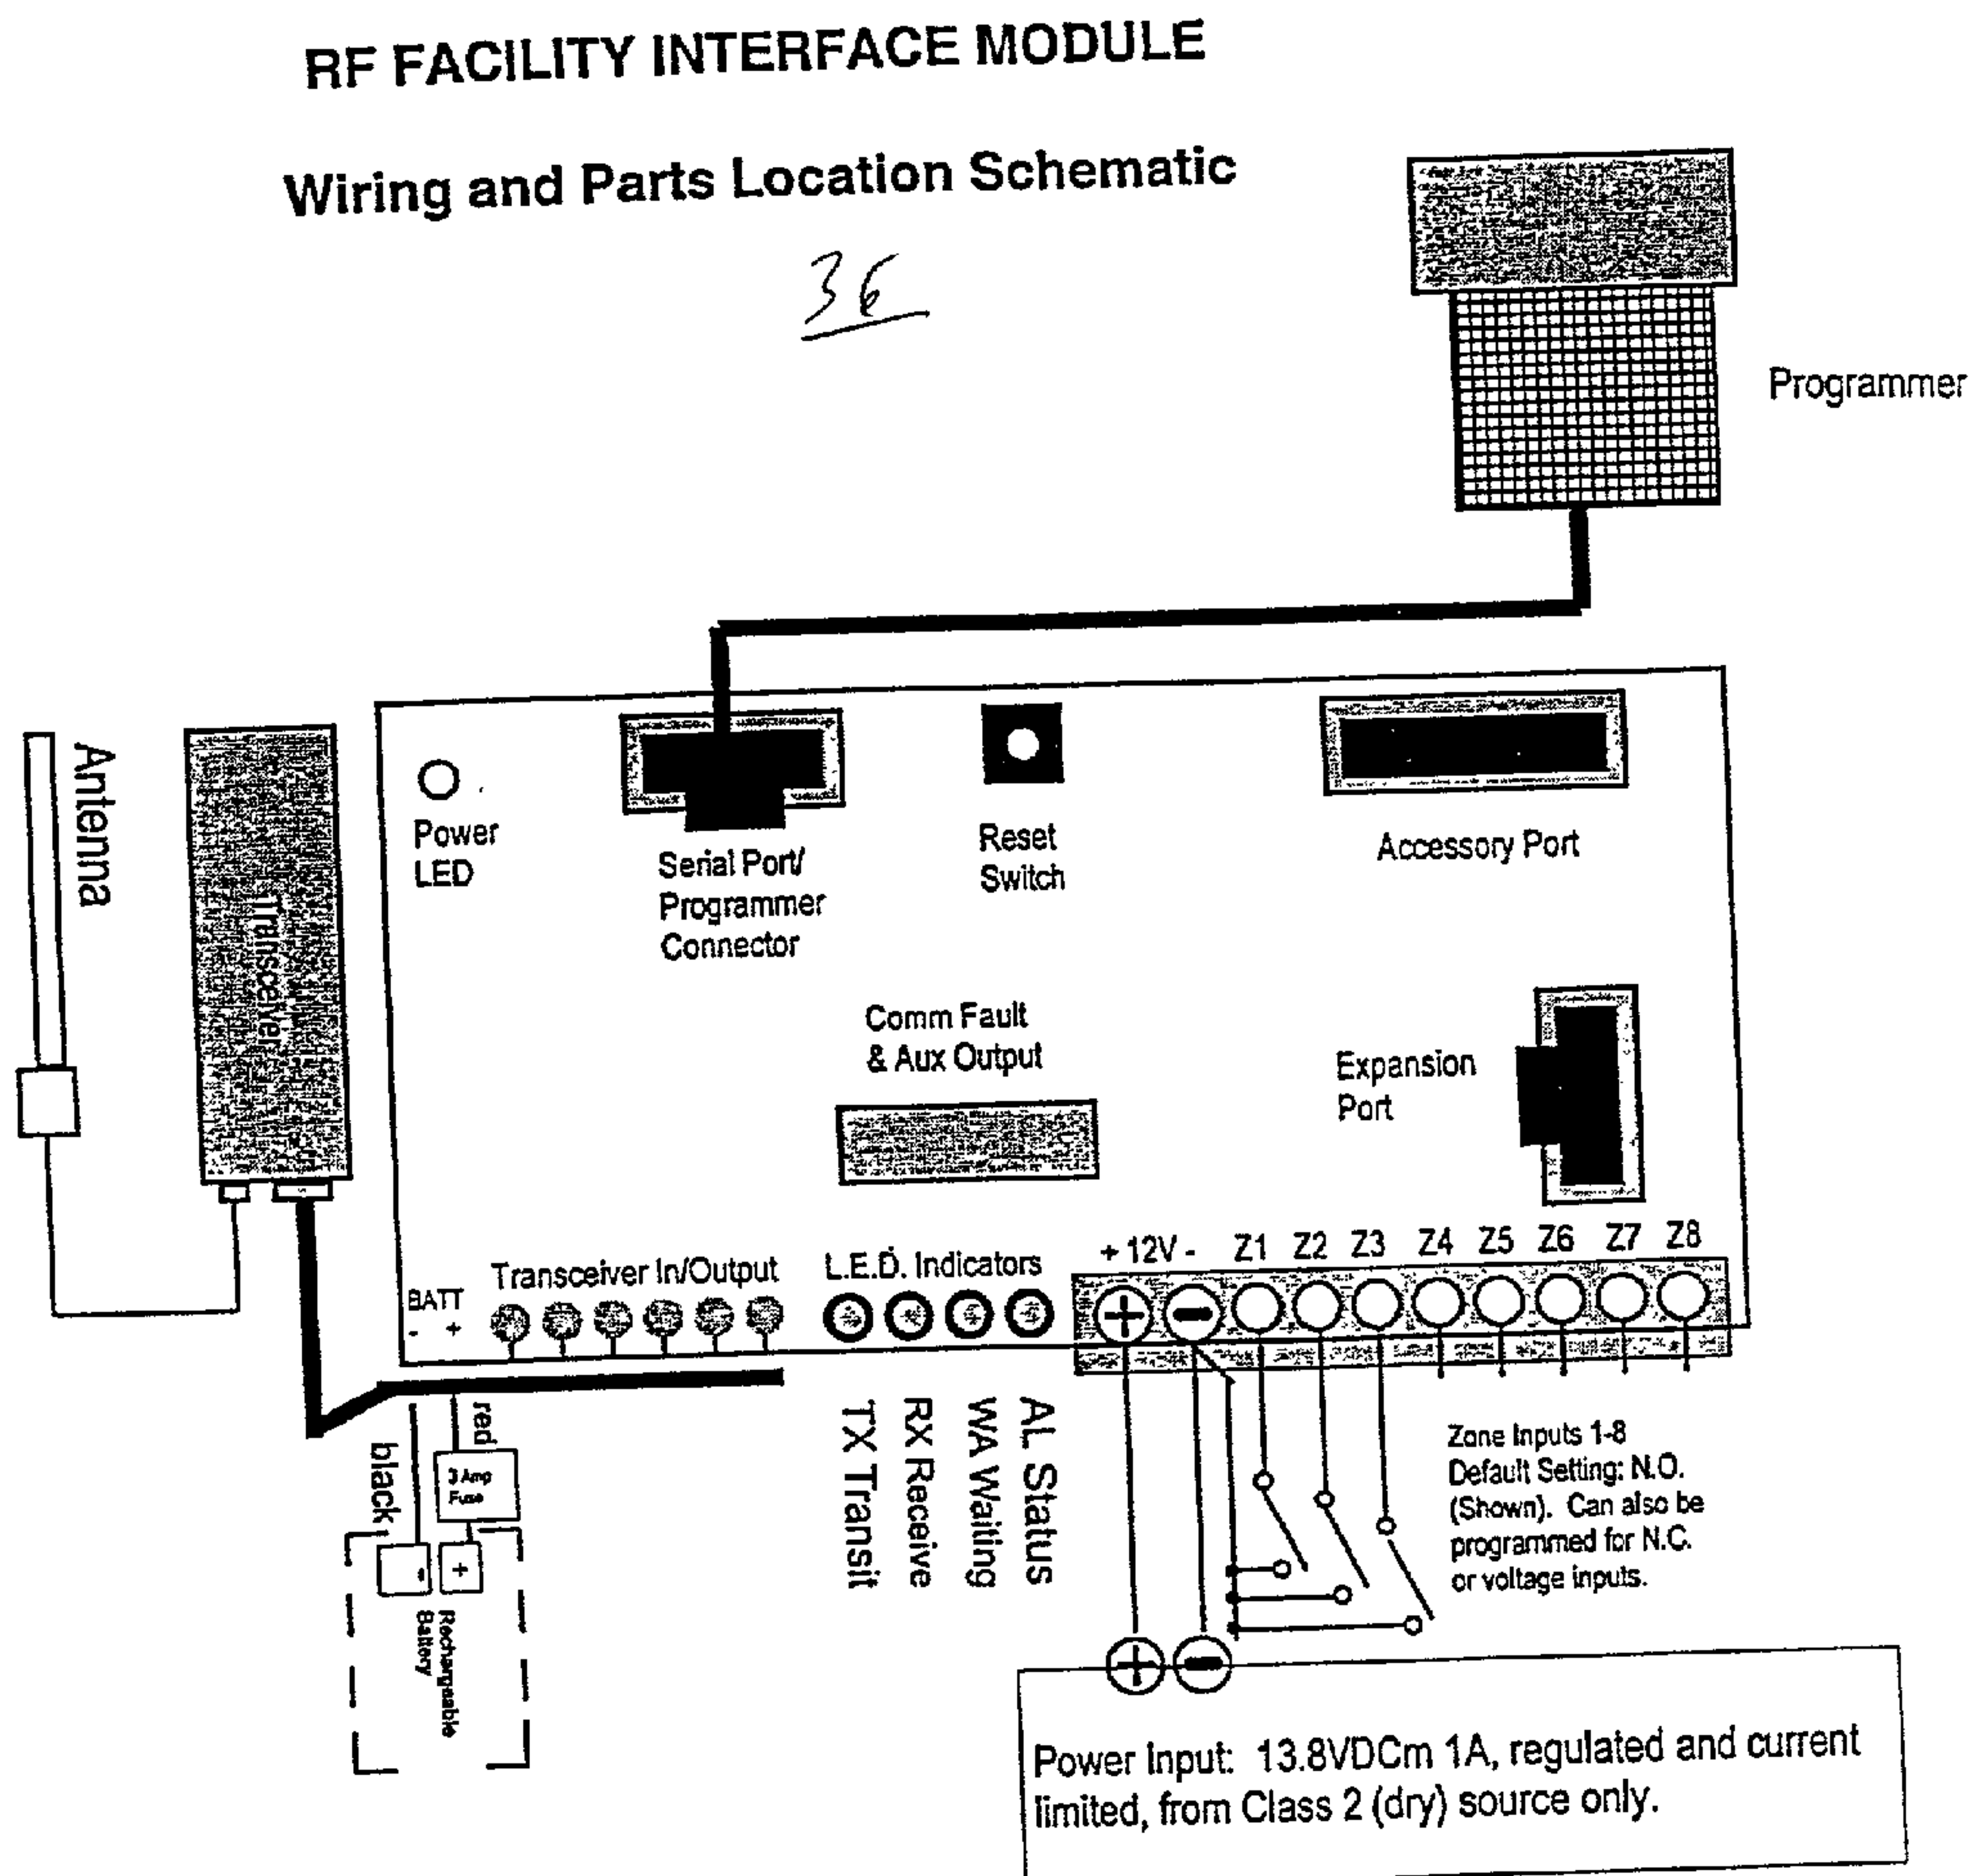 RF FACILITY INTERFACE MODULE
Wiring and Parts Location Schematic
36
Programmer
Antenna
Transceiver
Power
LED
Serial Port/
Programmer
Connector
Reset
Switch
Accessory Port
Comm Fault
& Aux Output
Expansion
Port
BATT
- +
Transceiver In/Output
L.E.D. Indicators
+ 12V -
Z1 Z2 Z3 Z4 Z5 Z6 Z7 Z8
+ -
TX Transit
RX Receive
WA Waiting
AL Status
red
black
3 Amp
Fuse
- +
Rechargeable
Battery
Zone Inputs 1-8
Default Setting: N.O.
(Shown). Can also be
programmed for N.C.
or voltage inputs.
+ -
Power Input: 13.8VDCm 1A, regulated and current
limited, from Class 2 (dry) source only.